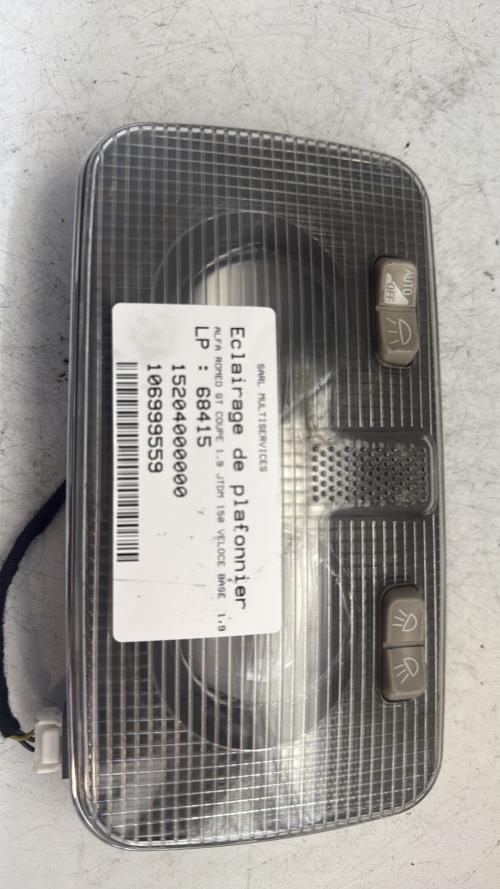 SARL MULTISERVICES
Eclairage de plafonnier
ALFA ROMEO GT COUPE 1.9 JTDM 150 VELOCE BASE 1,9
LP : 68415
15204000000
106999559
AUTO
OFF